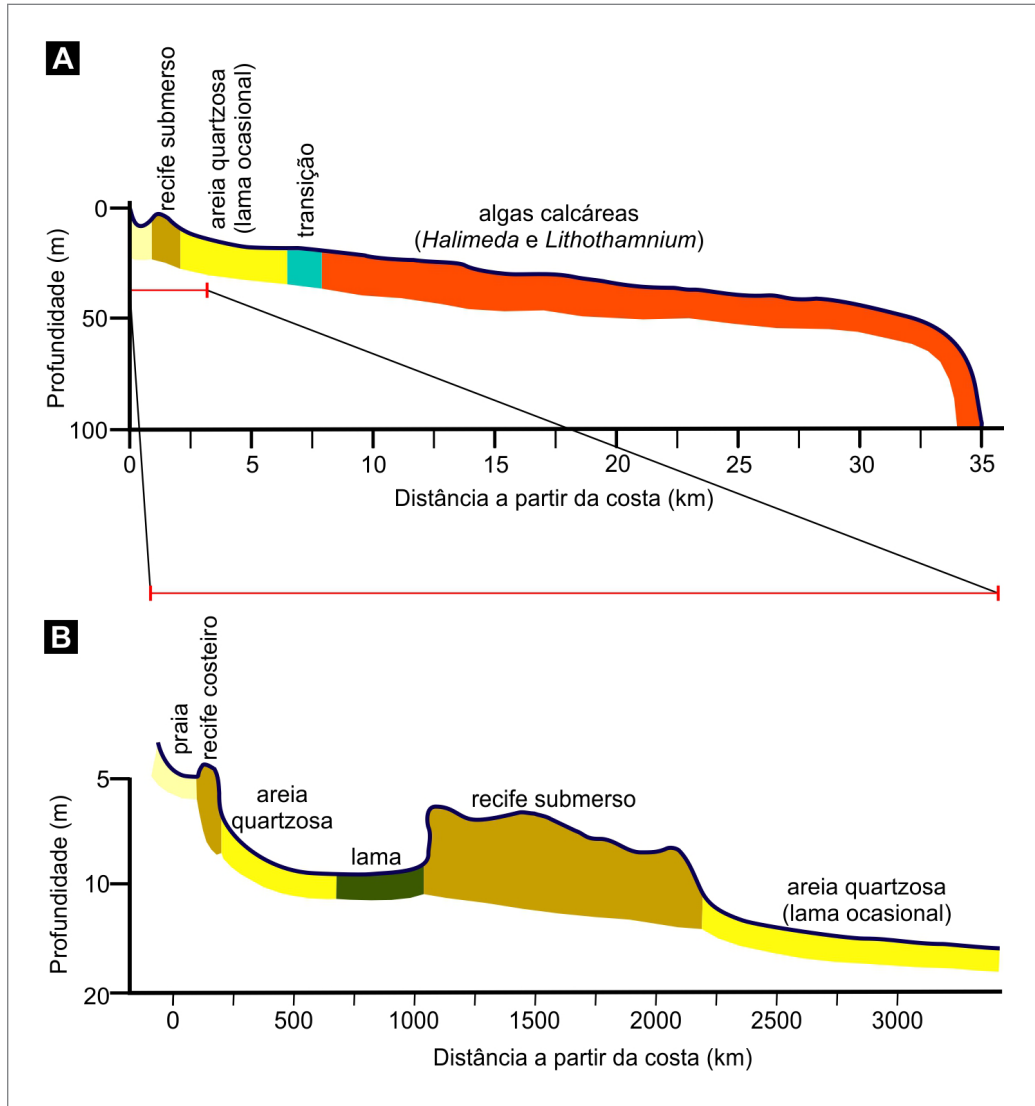 A
recife submerso
areia quartzosa
(lama ocasional)
transição
algas calcáreas
(Halimeda e Lithothamnium)
Profundidade (m)
0
50
100
0 5 10 15 20 25 30 35
Distância a partir da costa (km)
B
praia
recife costeiro
areia
quartzosa
lama
recife submerso
areia quartzosa
(lama ocasional)
Profundidade (m)
5
10
20
0 500 1000 1500 2000 2500 3000
Distância a partir da costa (km)